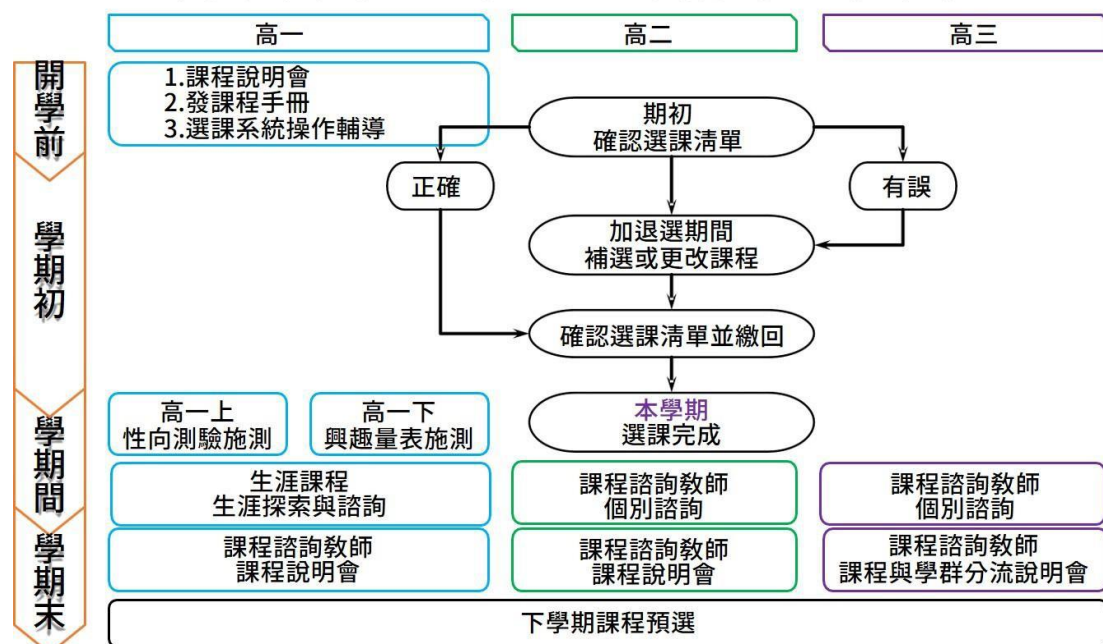 高一
高二
高三
開學前
1.課程說明會
2.發課程手冊
3.選課系統操作輔導
期初
確認選課清單
正確
有誤
學期初
加退選期間
補選或更改課程
確認選課清單並繳回
本學期
選課完成
學期間
高一上
性向測驗施測
高一下
興趣量表施測
生涯課程
生涯探索與諮詢
課程諮詢教師
個別諮詢
課程諮詢教師
個別諮詢
學期末
課程諮詢教師
課程說明會
課程諮詢教師
課程說明會
課程諮詢教師
課程與學群分流說明會
下學期課程預選